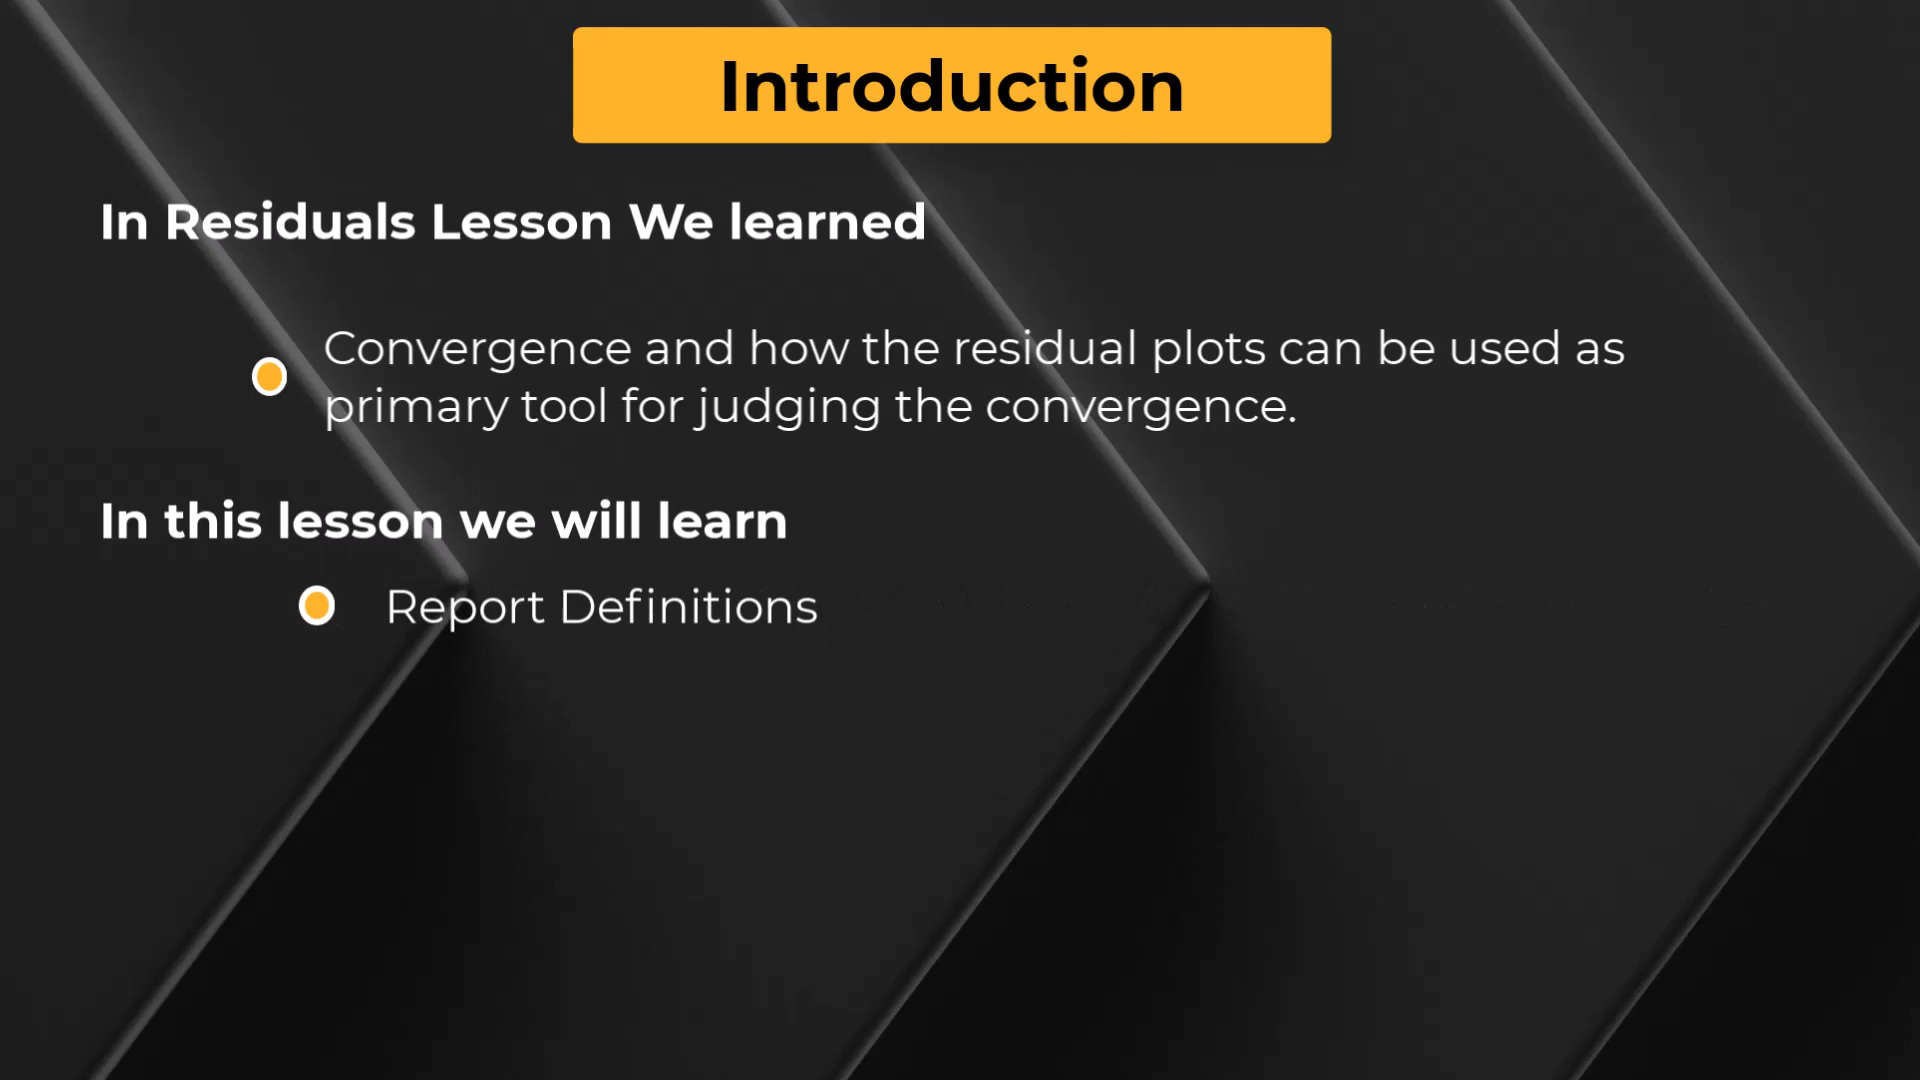 Introduction
In Residuals Lesson We learned
Convergence and how the residual plots can be used as
primary tool for judging the convergence.
In this lesson we will learn
Report Definitions